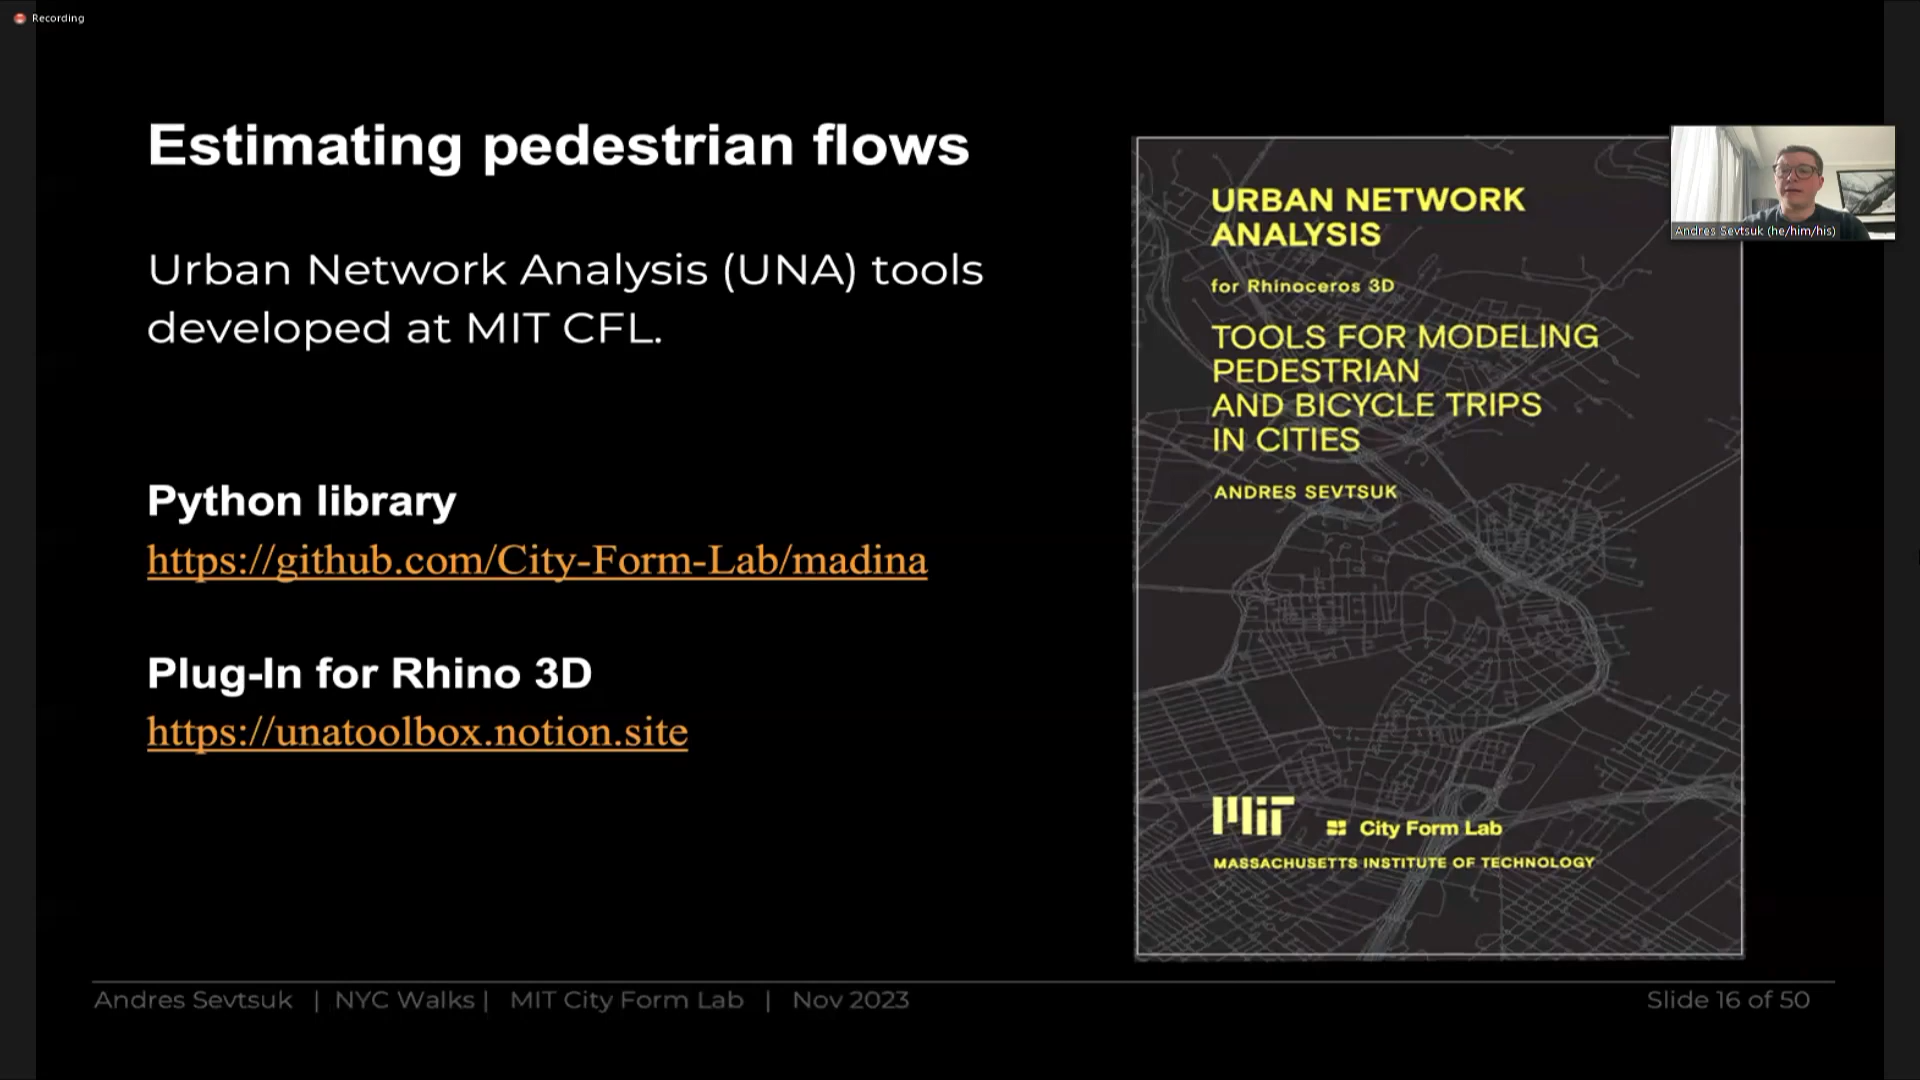 Recording
Estimating pedestrian flows
Urban Network Analysis (UNA) tools
developed at MIT CFL.
Python library
https://github.com/City-Form-Lab/madina
Plug-In for Rhino 3D
https://unatoolbox.notion.site
URBAN NETWORK
ANALYSIS
for Rhinoceros 3D
TOOLS FOR MODELING
PEDESTRIAN
AND BICYCLE TRIPS
IN CITIES
ANDRES SEVTSUK
MIT
City Form Lab
MASSACHUSETTS INSTITUTE OF TECHNOLOGY
Andres Sevtsuk (he/him/his)
Andres Sevtsuk | NYC Walks | MIT City Form Lab | Nov 2023
Slide 16 of 50